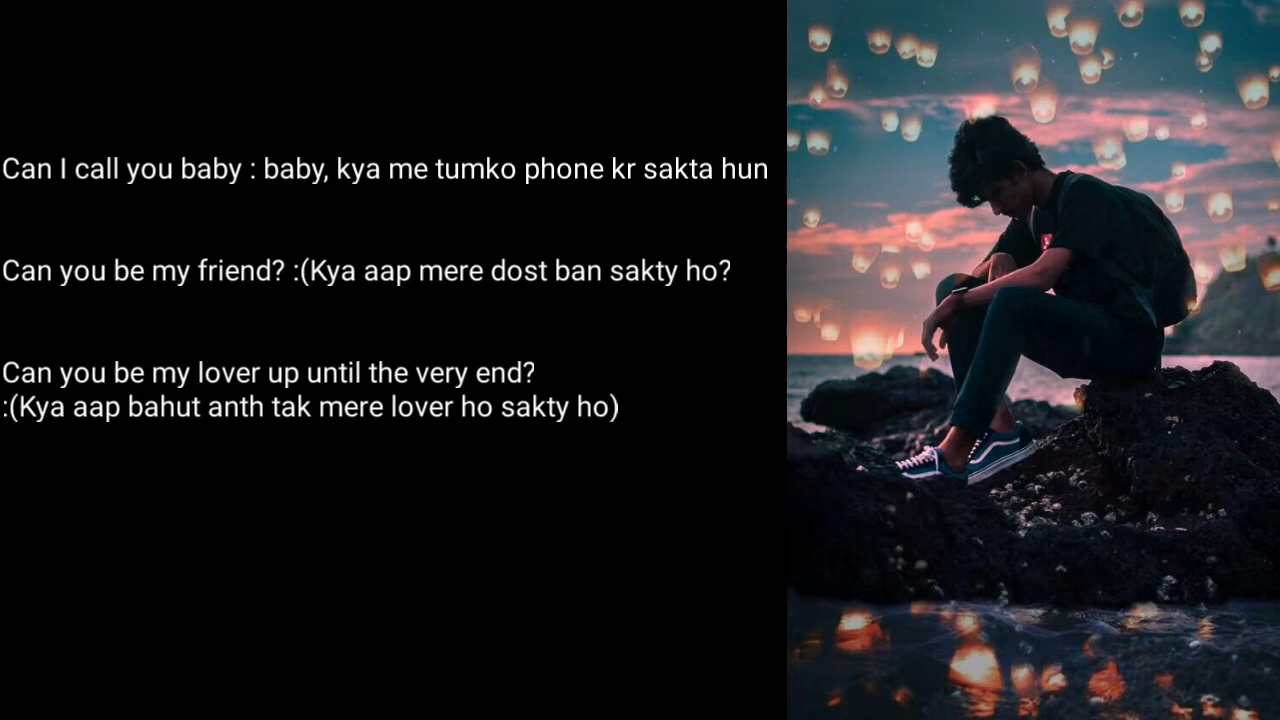 Can I call you baby : baby, kya me tumko phone kr sakta hun
Can you be my friend? :(Kya aap mere dost ban sakty ho?
Can you be my lover up until the very end?
:(Kya aap bahut anth tak mere lover ho sakty ho)